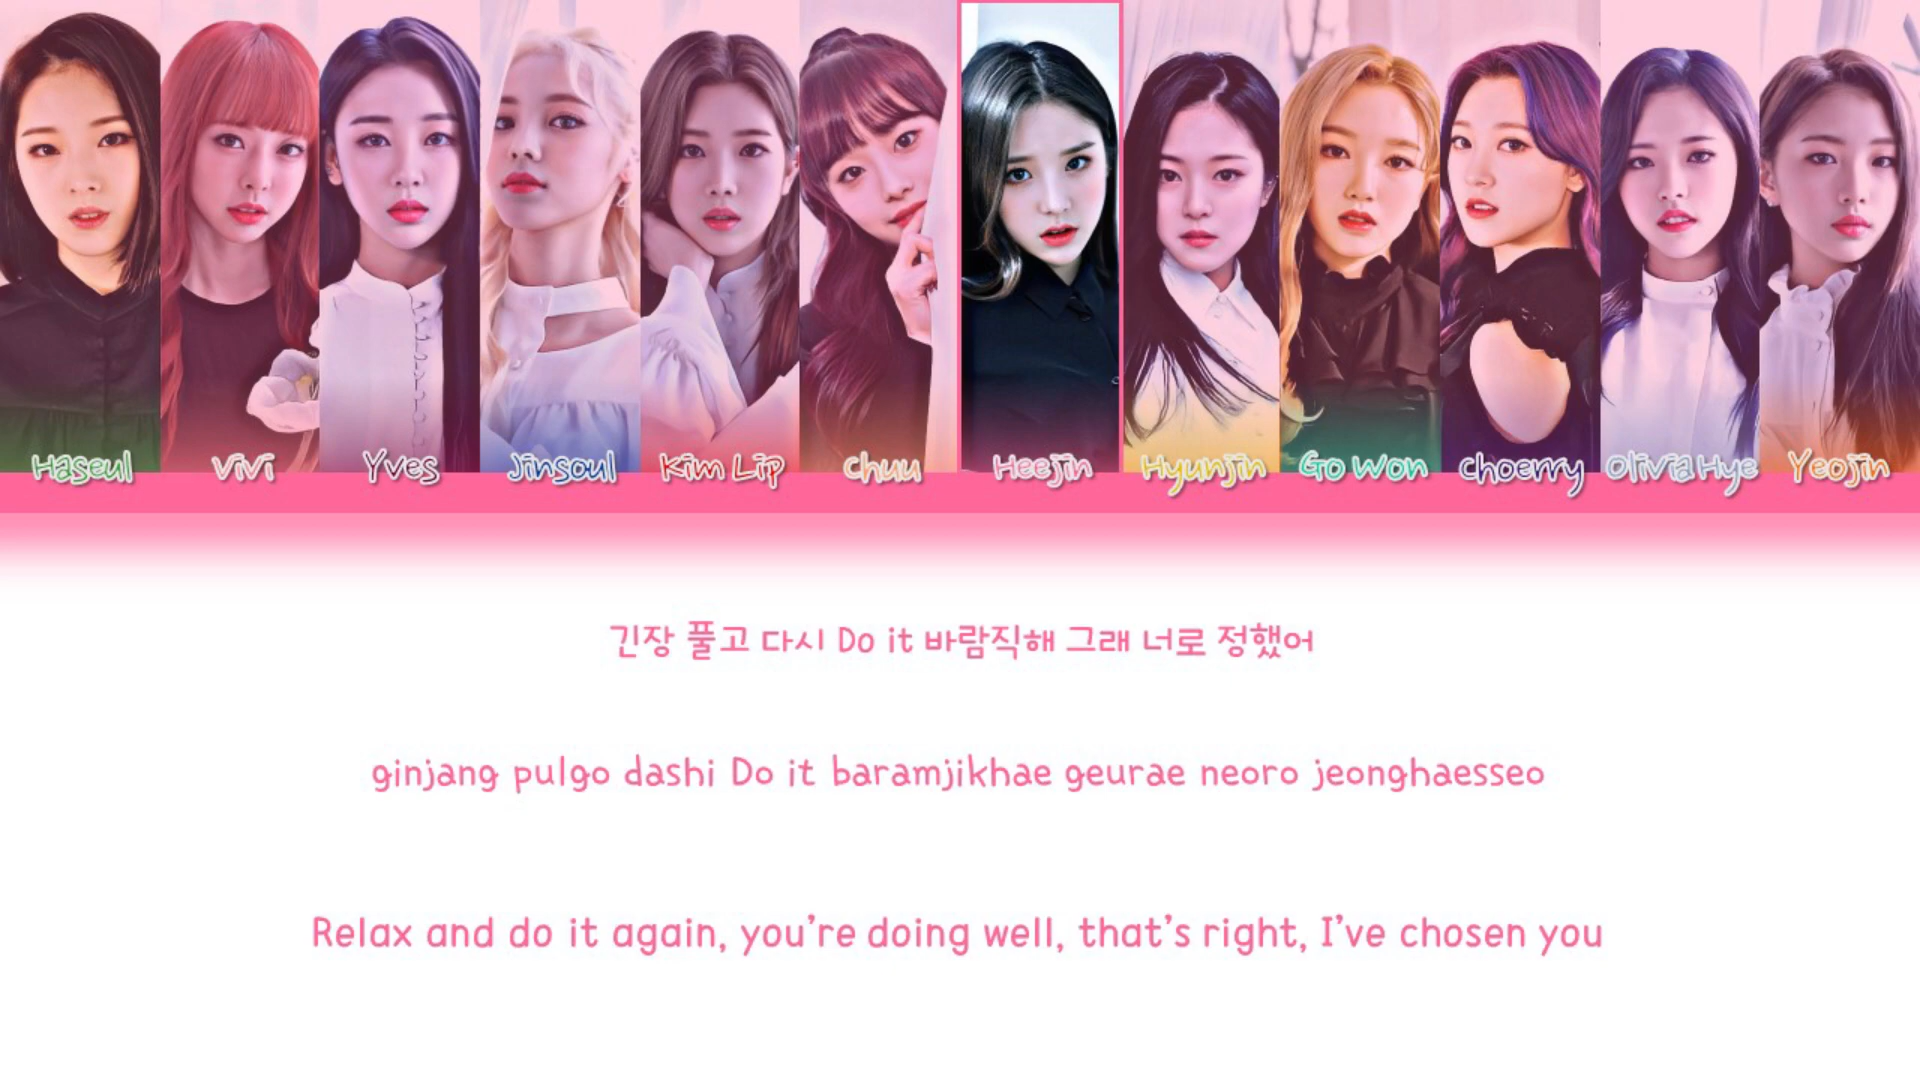 Haseul ViVi Yves Jinsoul Kim Lip Chuu Heejin Hyunjin Go Won Choerry Olivia Hye Yeojin
긴장 풀고 다시 Do it 바람직해 그래 너로 정했어
ginjang pulgo dashi Do it baramjikhae geurae neoro jeonghaesseo
Relax and do it again, you're doing well, that's right, I've chosen you